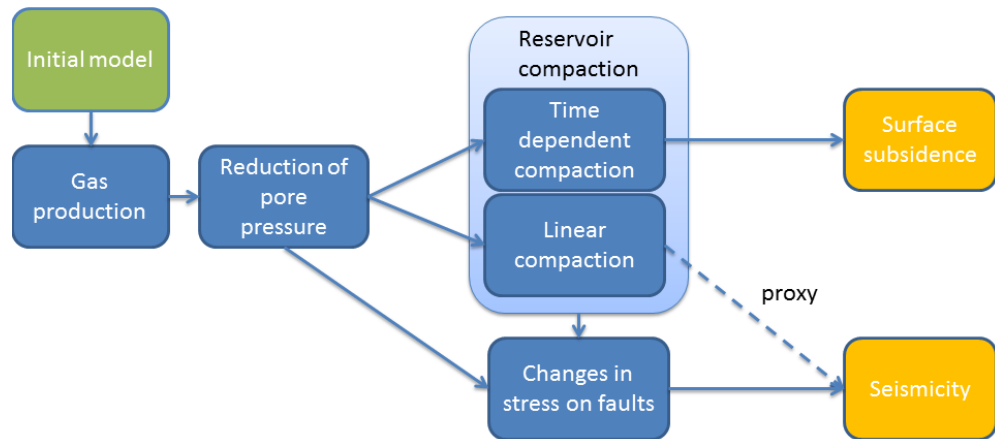 Initial model
Gas
production
Reduction of
pore
pressure
Reservoir
compaction
Time
dependent
compaction
Linear
compaction
Changes in
stress on faults
Surface
subsidence
proxy
Seismicity